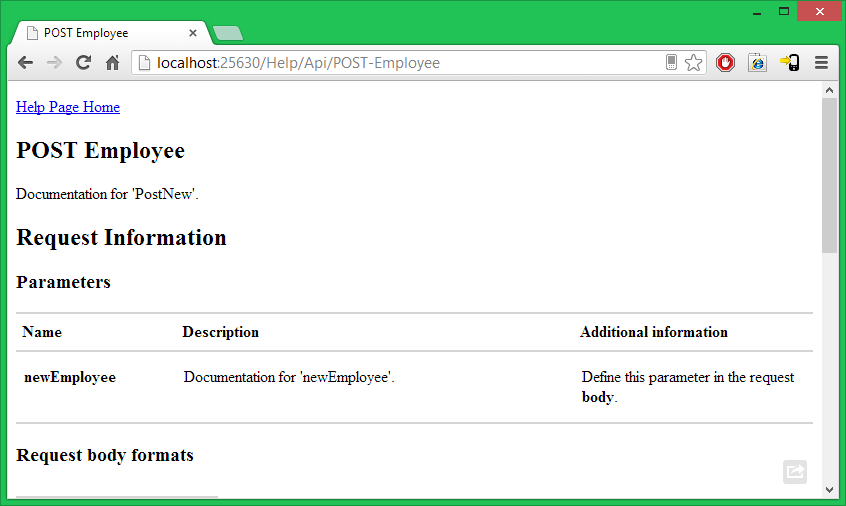 POST Employee
localhost:25630/Help/Api/POST-Employee
Help Page Home
POST Employee
Documentation for 'PostNew'.
Request Information
Parameters
Name Description Additional information
newEmployee Documentation for 'newEmployee'. Define this parameter in the request
body.
Request body formats